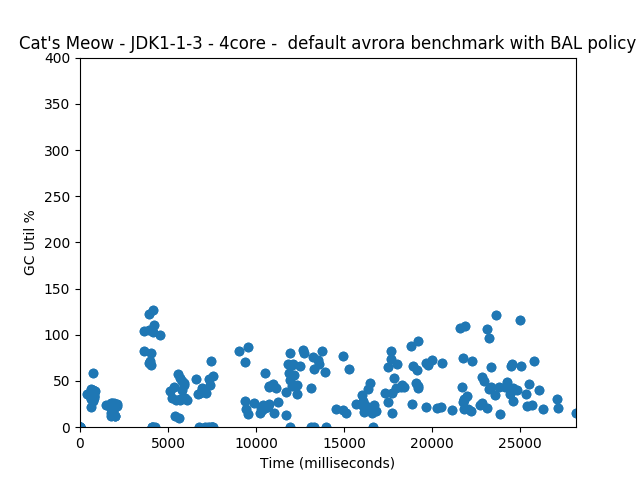 Cat's Meow - JDK1-1-3 - 4core -  default avrora benchmark with BAL policy
400
350
300
250
200
150
100
50
0
GC Util %
0 5000 10000 15000 20000 25000
Time (milliseconds)